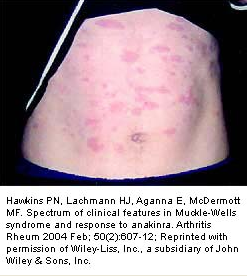 Hawkins PN, Lachmann HJ, Aganna E, McDermott
MF. Spectrum of clinical features in Muckle-Wells
syndrome and response to anakinra. Arthritis
Rheum 2004 Feb; 50(2):607-12; Reprinted with
permission of Wiley-Liss, Inc., a subsidiary of John
Wiley & Sons, Inc.